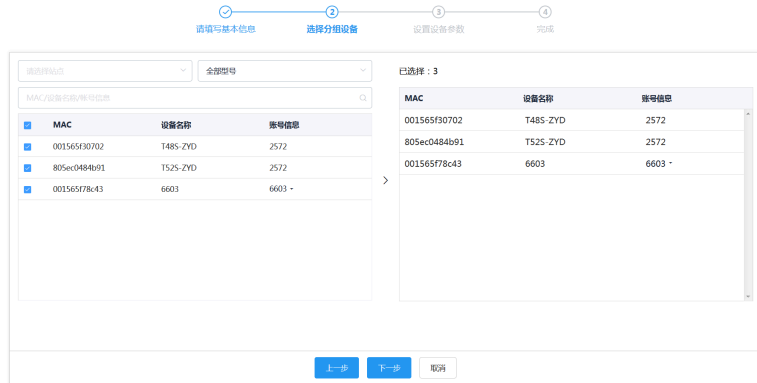 2 3 4
请填写基本信息 选择分组设备 设置设备参数 完成
请选择站点 全部型号 已选择：3
MAC/设备名称/账号信息
MAC 设备名称 账号信息
001565f30702 T48S-ZYD 2572
805ec0484b91 T52S-ZYD 2572
001565f78c43 6603 6603
MAC 设备名称 账号信息
001565f30702 T48S-ZYD 2572
805ec0484b91 T52S-ZYD 2572
001565f78c43 6603 6603
上一步 下一步 取消